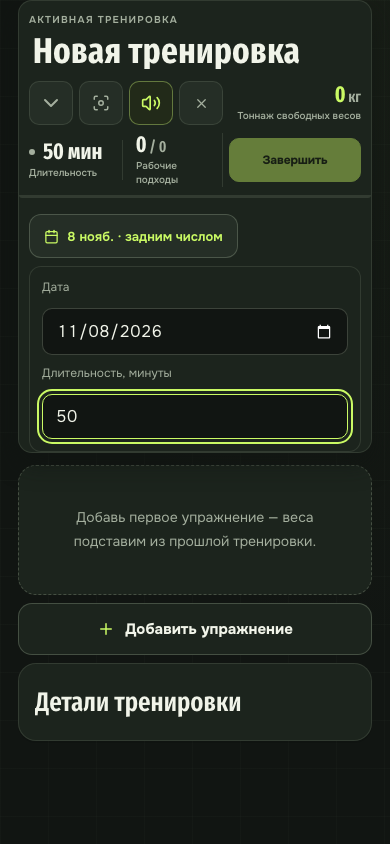 АКТИВНАЯ ТРЕНИРОВКА
Новая тренировка
0 кг
Тоннаж свободных весов
50 мин
Длительность
0 / 0
Рабочие
подходы
Завершить
8 нояб. · задним числом
Дата
11/08/2026
Длительность, минуты
50
Добавь первое упражнение — веса
подставим из прошлой тренировки.
+ Добавить упражнение
Детали тренировки